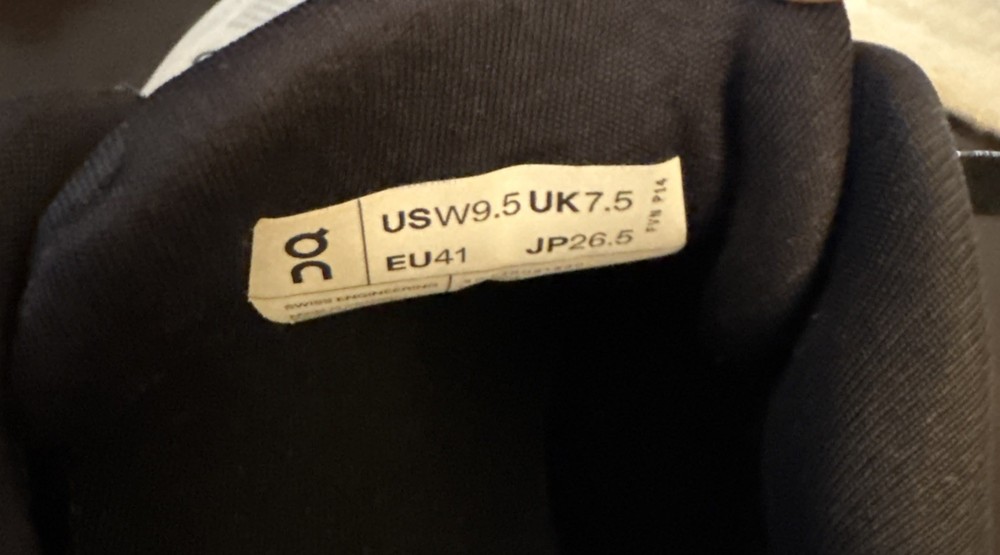 USW9.5 UK7.5
EU41 JP26.5
SWISS ENGINEERING